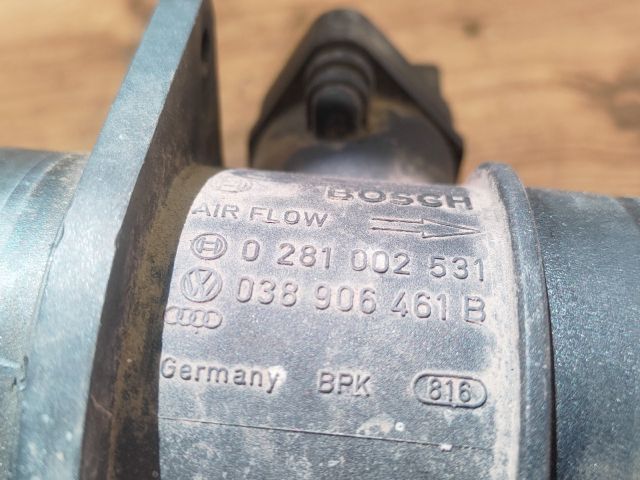 BOSCH
AIR FLOW
0 281 002 531
038 906 461 B
Germany BPK 816